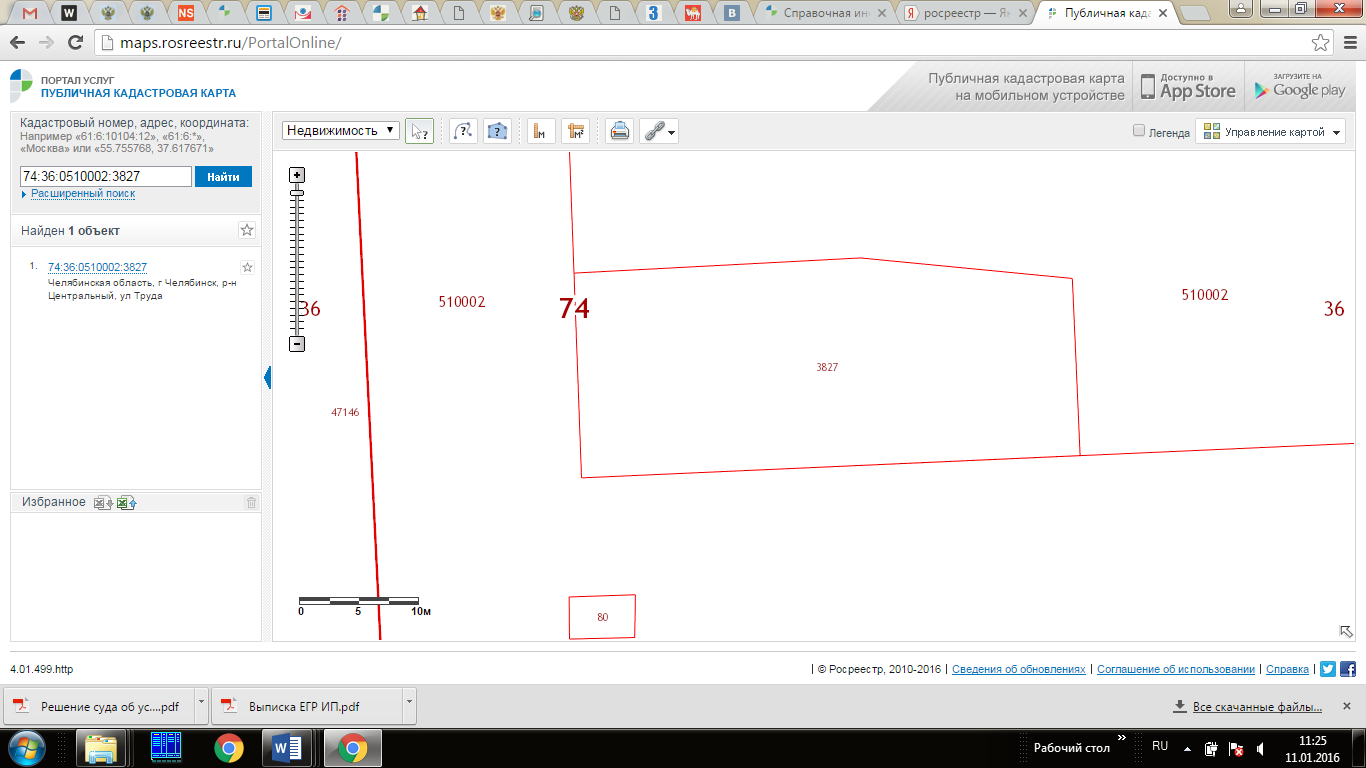 W
NS
З
B
Справочная ин
росреестр — Як
Публичная када
maps.rosreestr.ru/PortalOnline/
ПОРТАЛ УСЛУГ
ПУБЛИЧНАЯ КАДАСТРОВАЯ КАРТА
Публичная кадастровая карта
на мобильном устройстве
Доступно в
App Store
ЗАГРУЗИТЕ НА
Google play
Кадастровый номер, адрес, координата:
Например «61:6:10104:12», «61:6:*»,
«Москва» или «55.755768, 37.617671»
74:36:0510002:3827
Найти
Расширенный поиск
Найден 1 объект
1. 74:36:0510002:3827
Челябинская область, г Челябинск, р-н
Центральный, ул Труда
Избранное
Недвижимость
Легенда
Управление картой
36
510002
74
510002
36
3827
47146
80
0 5 10м
4.01.499.http
| © Росреестр, 2010-2016 | Сведения об обновлениях | Соглашение об использовании | Справка |
Решение суда об ус....pdf
Выписка ЕГР ИП.pdf
Все скачанные файлы...
Рабочий стол
»
RU
11:25
11.01.2016